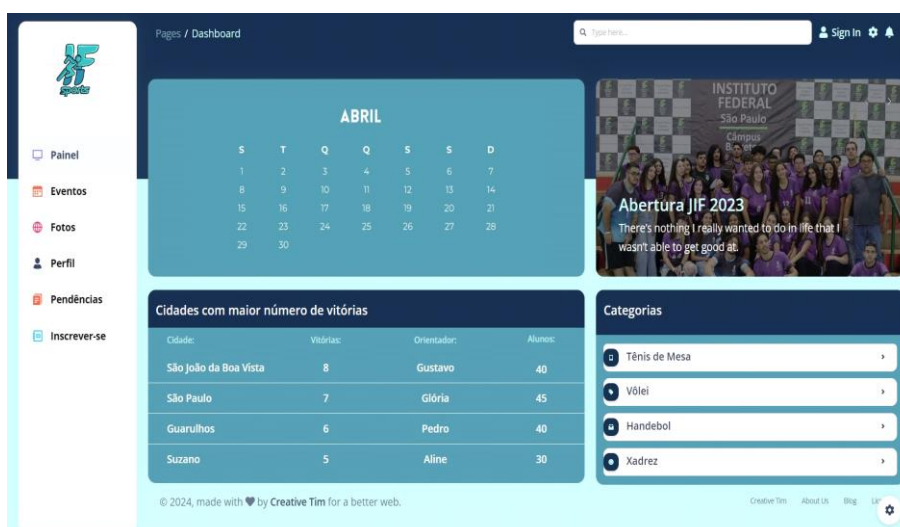 IF
sports
Painel
Eventos
Fotos
Perfil
Pendências
Inscrever-se
Pages / Dashboard
Type here...
Sign In
ABRIL
S T Q Q S S D
1 2 3 4 5 6 7
8 9 10 11 12 13 14
15 16 17 18 19 20 21
22 23 24 25 26 27 28
29 30
INSTITUTO
FEDERAL
São Paulo
Câmpus
Abertura JIF 2023
There's nothing I really wanted to do in life that I
wasn't able to get good at.
Cidades com maior número de vitórias
Cidade: Vitórias: Orientador: Alunos:
São João da Boa Vista 8 Gustavo 40
São Paulo 7 Glória 45
Guarulhos 6 Pedro 40
Suzano 5 Aline 30
Categorias
Tênis de Mesa
Vôlei
Handebol
Xadrez
© 2024, made with by Creative Tim for a better web.
Creative Tim About Us Blog